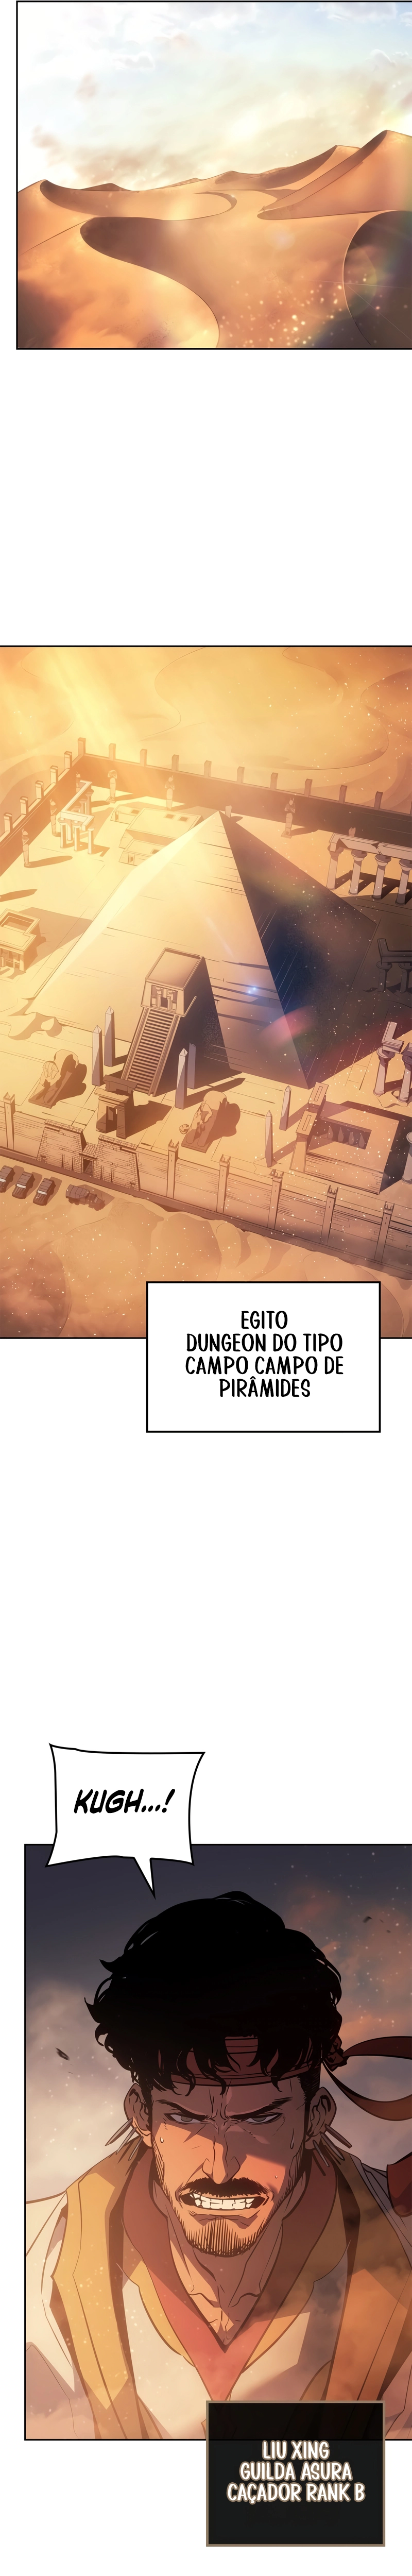 EGITO
DUNGEON DO TIPO
CAMPO CAMPO DE
PIRÂMIDES
KUGH...!
LIU XING
GUILDA ASURA
CAÇADOR RANK B